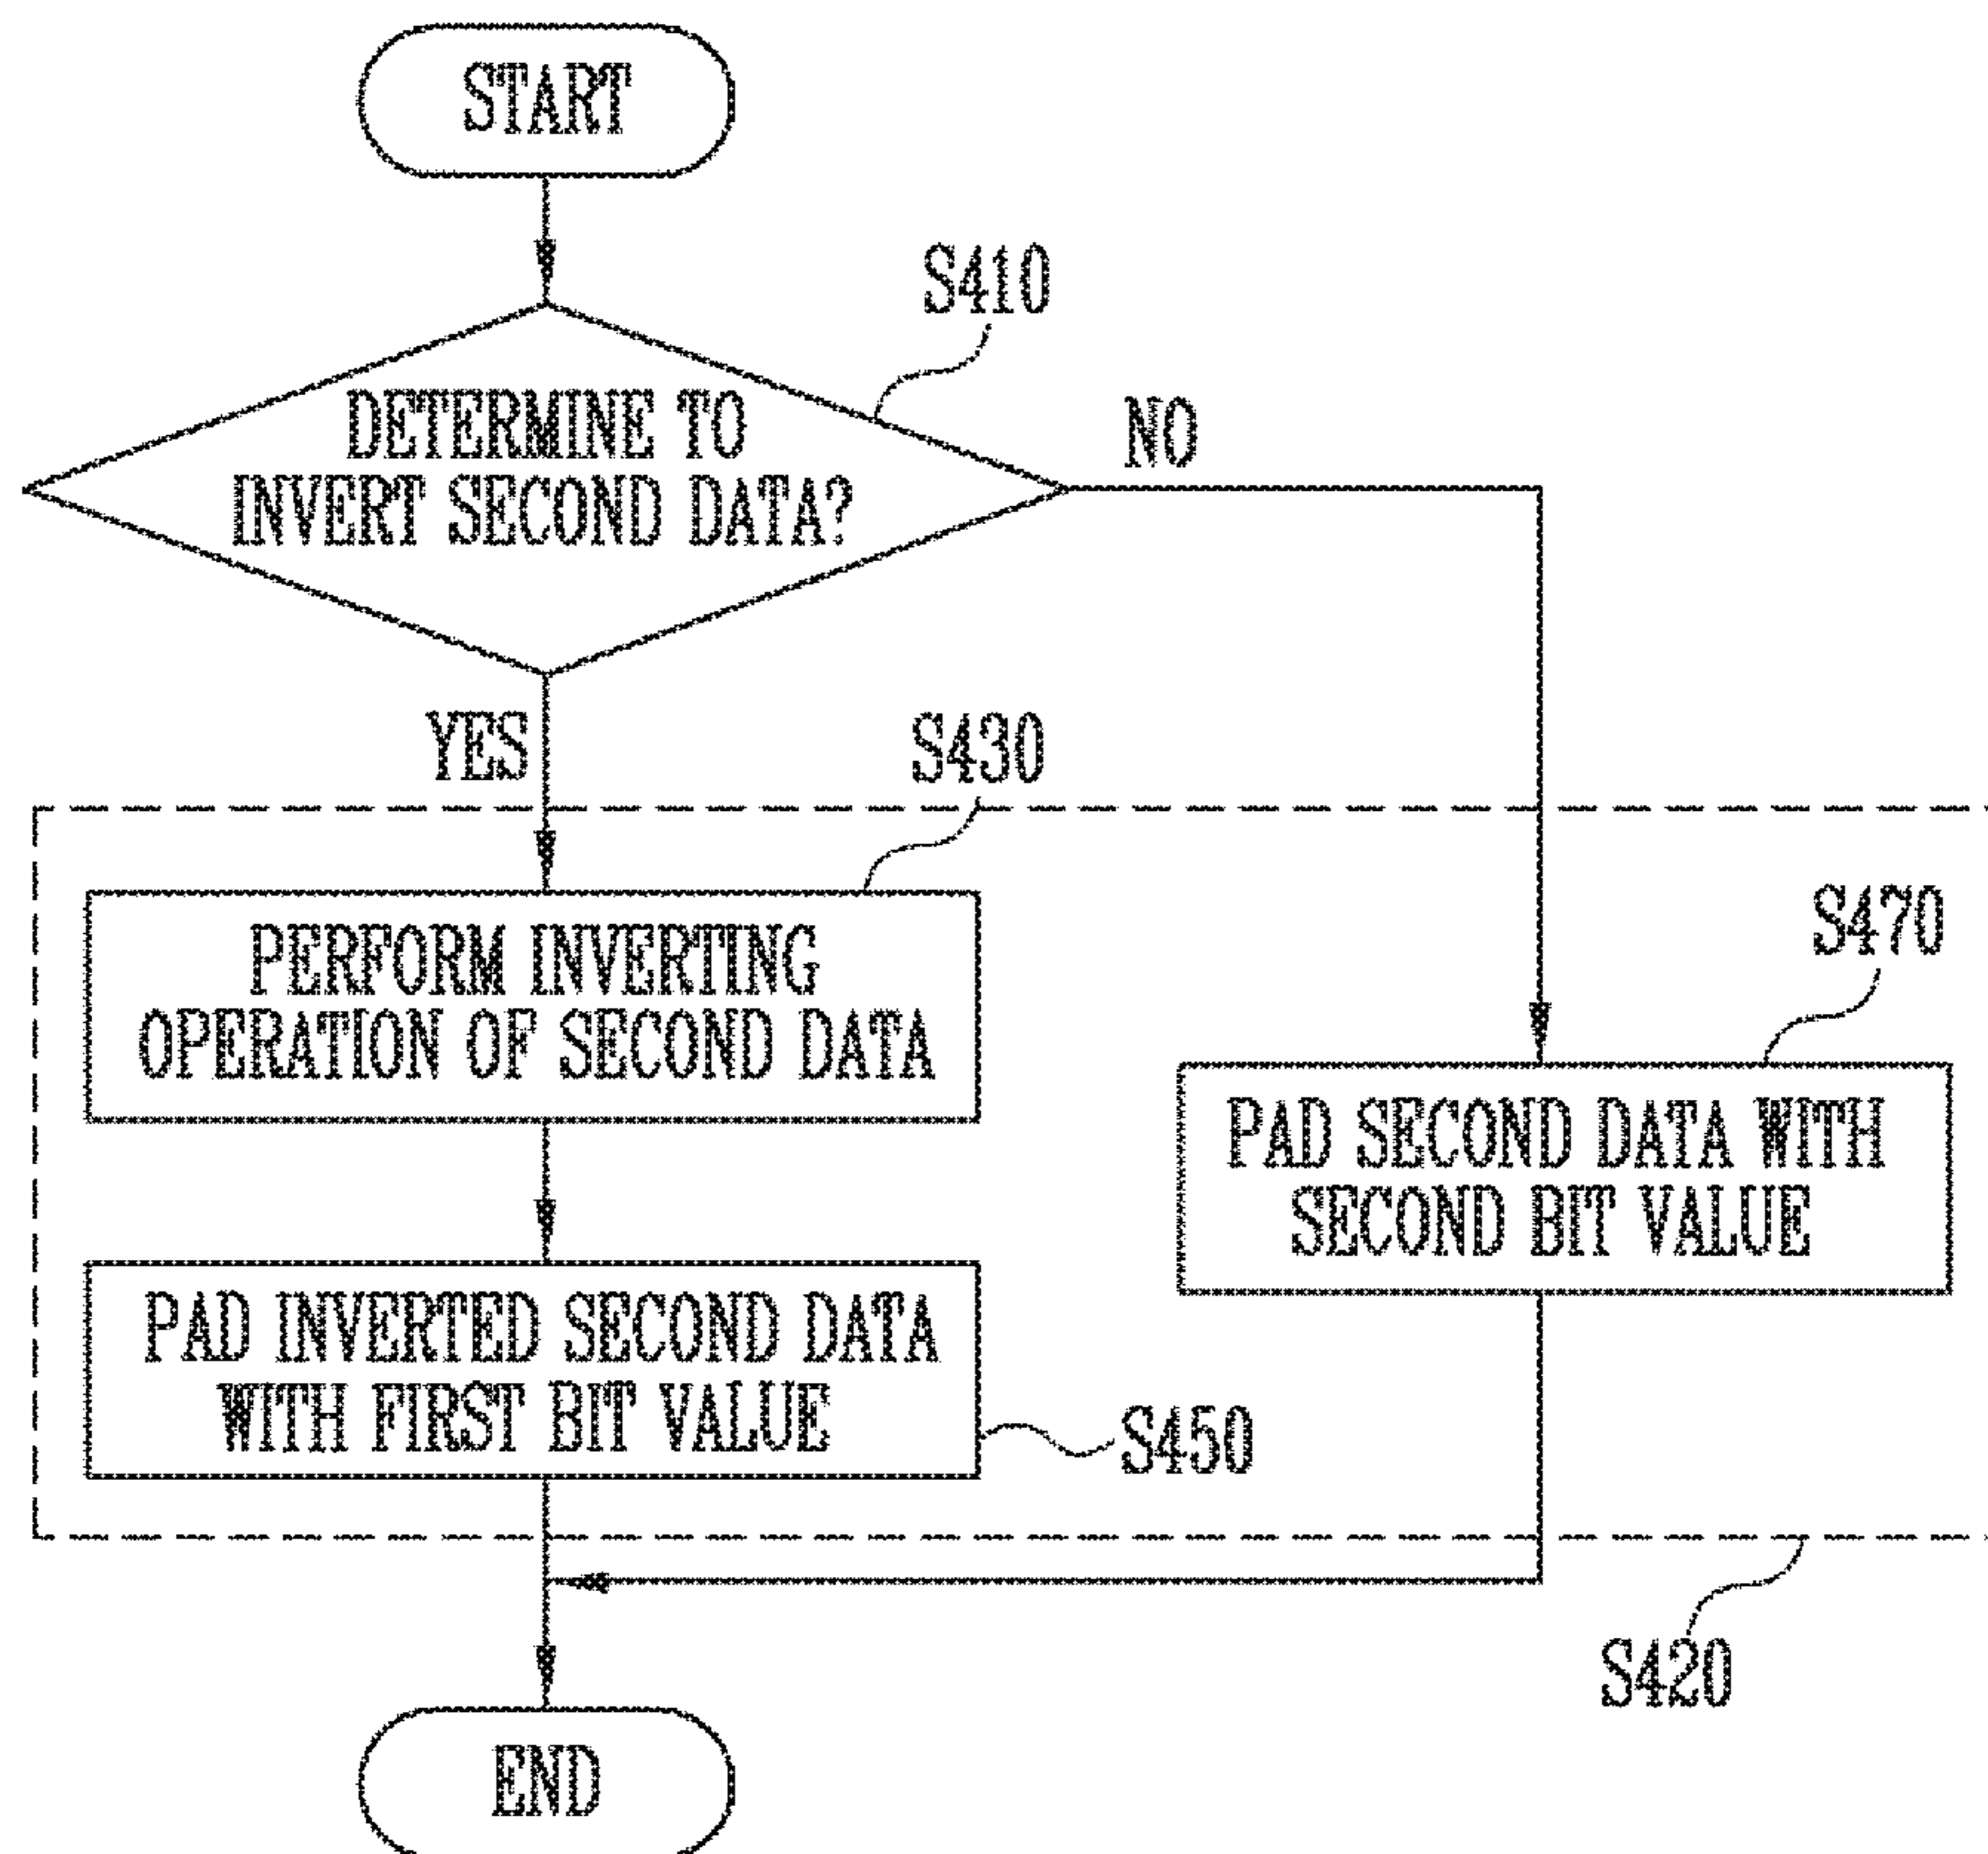 START
S410
DETERMINE TO
INVERT SECOND DATA?
NO
YES
S430
PERFORM INVERTING
OPERATION OF SECOND DATA
S470
PAD SECOND DATA WITH
SECOND BIT VALUE
PAD INVERTED SECOND DATA
WITH FIRST BIT VALUE
S450
S420
END